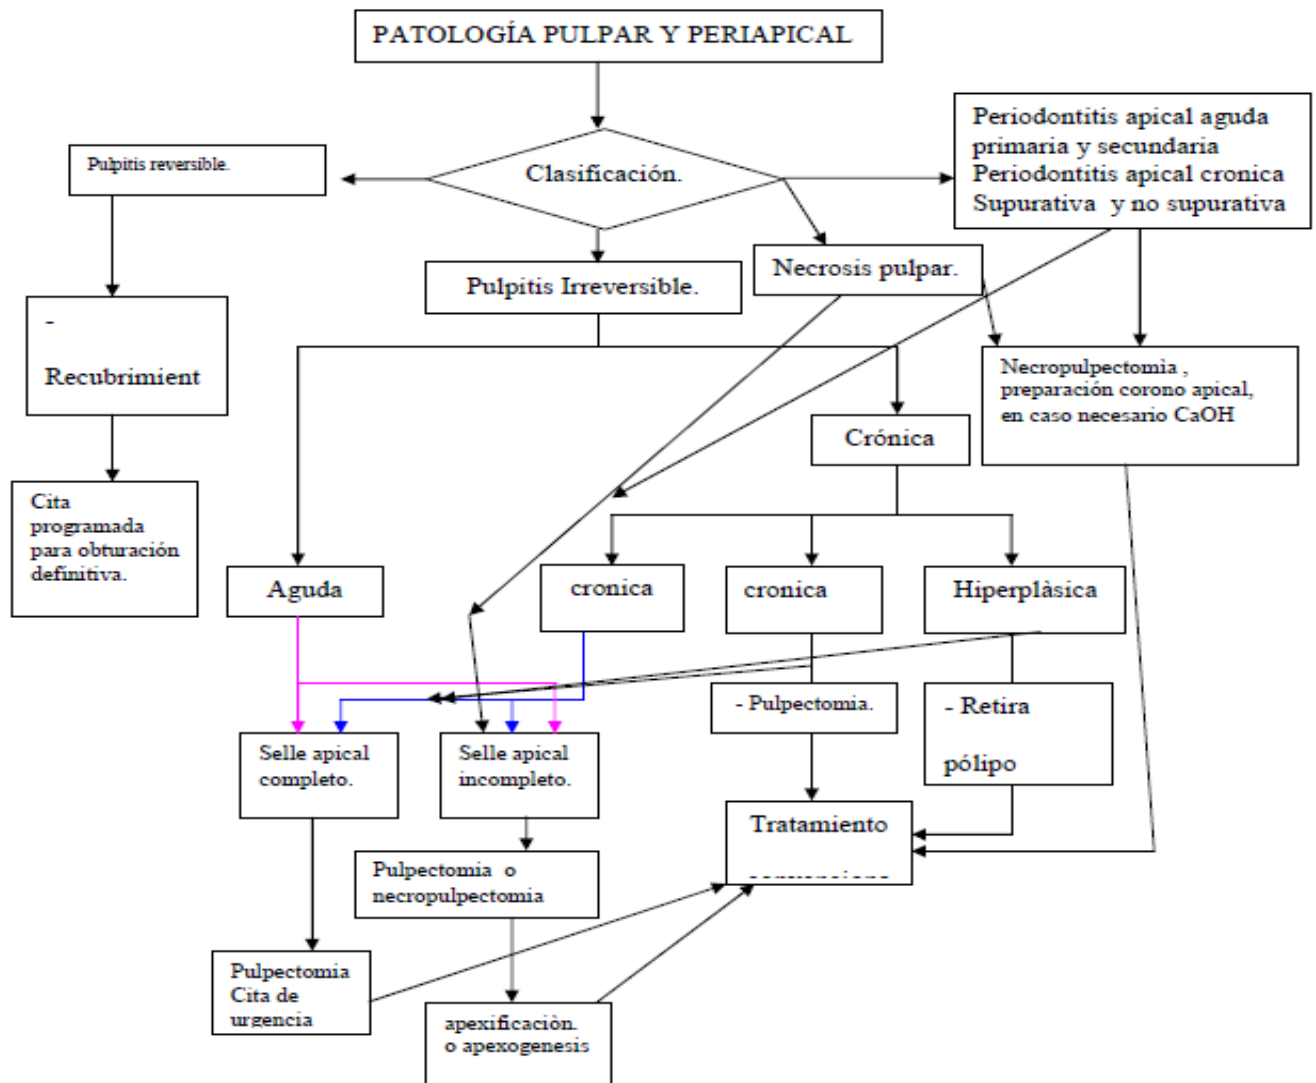 PATOLOGÍA PULPAR Y PERIAPICAL
Periodontitis apical aguda
primaria y secundaria
Periodontitis apical cronica
Supurativa y no supurativa
Pulpitis reversible.
Clasificación.
Necrosis pulpar.
Pulpitis Irreversible.
-
Recubrimient
Necropulpectomìa ,
preparación corono apical,
en caso necesario CaOH
Crónica
Cita
programada
para obturación
definitiva.
Aguda
cronica
cronica
Hiperplàsica
- Pulpectomia.
- Retira
pólipo
Selle apical
completo.
Selle apical
incompleto.
Tratamiento
Pulpectomia o
necropulpectomia
Pulpectomia
Cita de
urgencia
apexificaciòn.
o apexogenesis